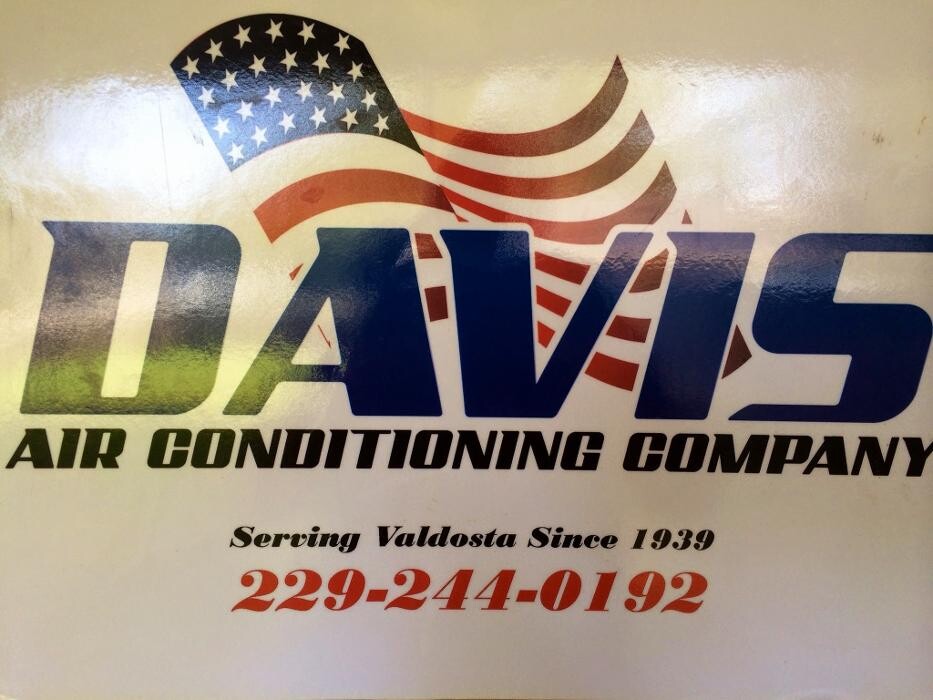 DAVIS
AIR CONDITIONING COMPANY
Serving Valdosta Since 1939
229-244-0192